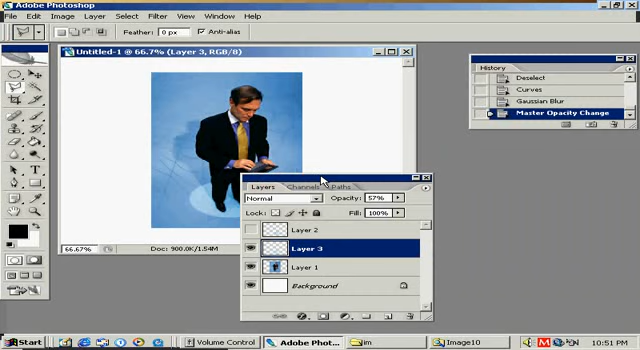 Adobe Photoshop
File Edit Image Layer Select Filter View Window Help
Feather: 0 px Anti-alias
Untitled-1 @ 66.7% (Layer 3, RGB/8)
History
Deselect
Curves
Gaussian Blur
Master Opacity Change
Layers Channels Paths
Normal Opacity: 57%
Lock: Fill: 100%
Layer 2
Layer 3
Layer 1
Background
66.67% Doc: 900.0K/1.54M
Start Volume Control Adobe Phot... im Image10 10:51 PM